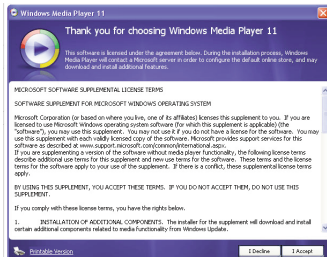 Windows Media Player 11
Thank you for choosing Windows Media Player 11
This software is licensed under the agreement below. During the installation process, Windows
Media Player will contact a Microsoft server in order to configure the default online store, and may
download and install additional features.
MICROSOFT SOFTWARE SUPPLEMENTAL LICENSE TERMS
SOFTWARE SUPPLEMENT FOR MICROSOFT WINDOWS OPERATING SYSTEM
Microsoft Corporation (or based on where you live, one of its affiliates) licenses this supplement to you. If you are
licensed to use Microsoft Windows operating system software (for which this supplement is applicable) (the
"software"), you may use this supplement. You may not use it if you do not have a license for the software. You may
use this supplement with each validly licensed copy of the software. Microsoft provides support services for this
software as described at www.support.microsoft.com/common/international.aspx.
If you are supplementing a version of the software without media player functionality, the following license terms
describe additional use terms for this supplement and new use terms for the software. These terms and the license
terms for the software apply to your use of the supplement. If there is a conflict, these supplemental license terms
apply.
BY USING THIS SUPPLEMENT, YOU ACCEPT THESE TERMS. IF YOU DO NOT ACCEPT THEM, DO NOT USE THIS
SUPPLEMENT.
If you comply with these license terms, you have the rights below.
1. INSTALLATION OF ADDITIONAL COMPONENTS. The installer for the supplement will download and install
certain additional components related to media functionality from Windows Update.
Printable Version
I Decline
I Accept